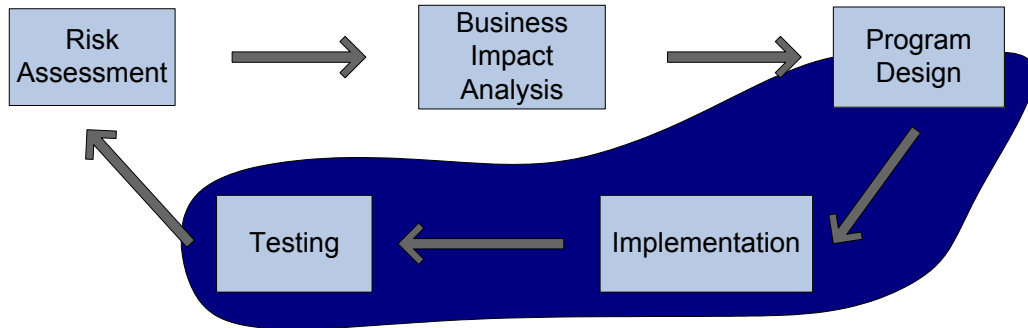 Risk
Assessment
Business
Impact
Analysis
Program
Design
Testing
Implementation